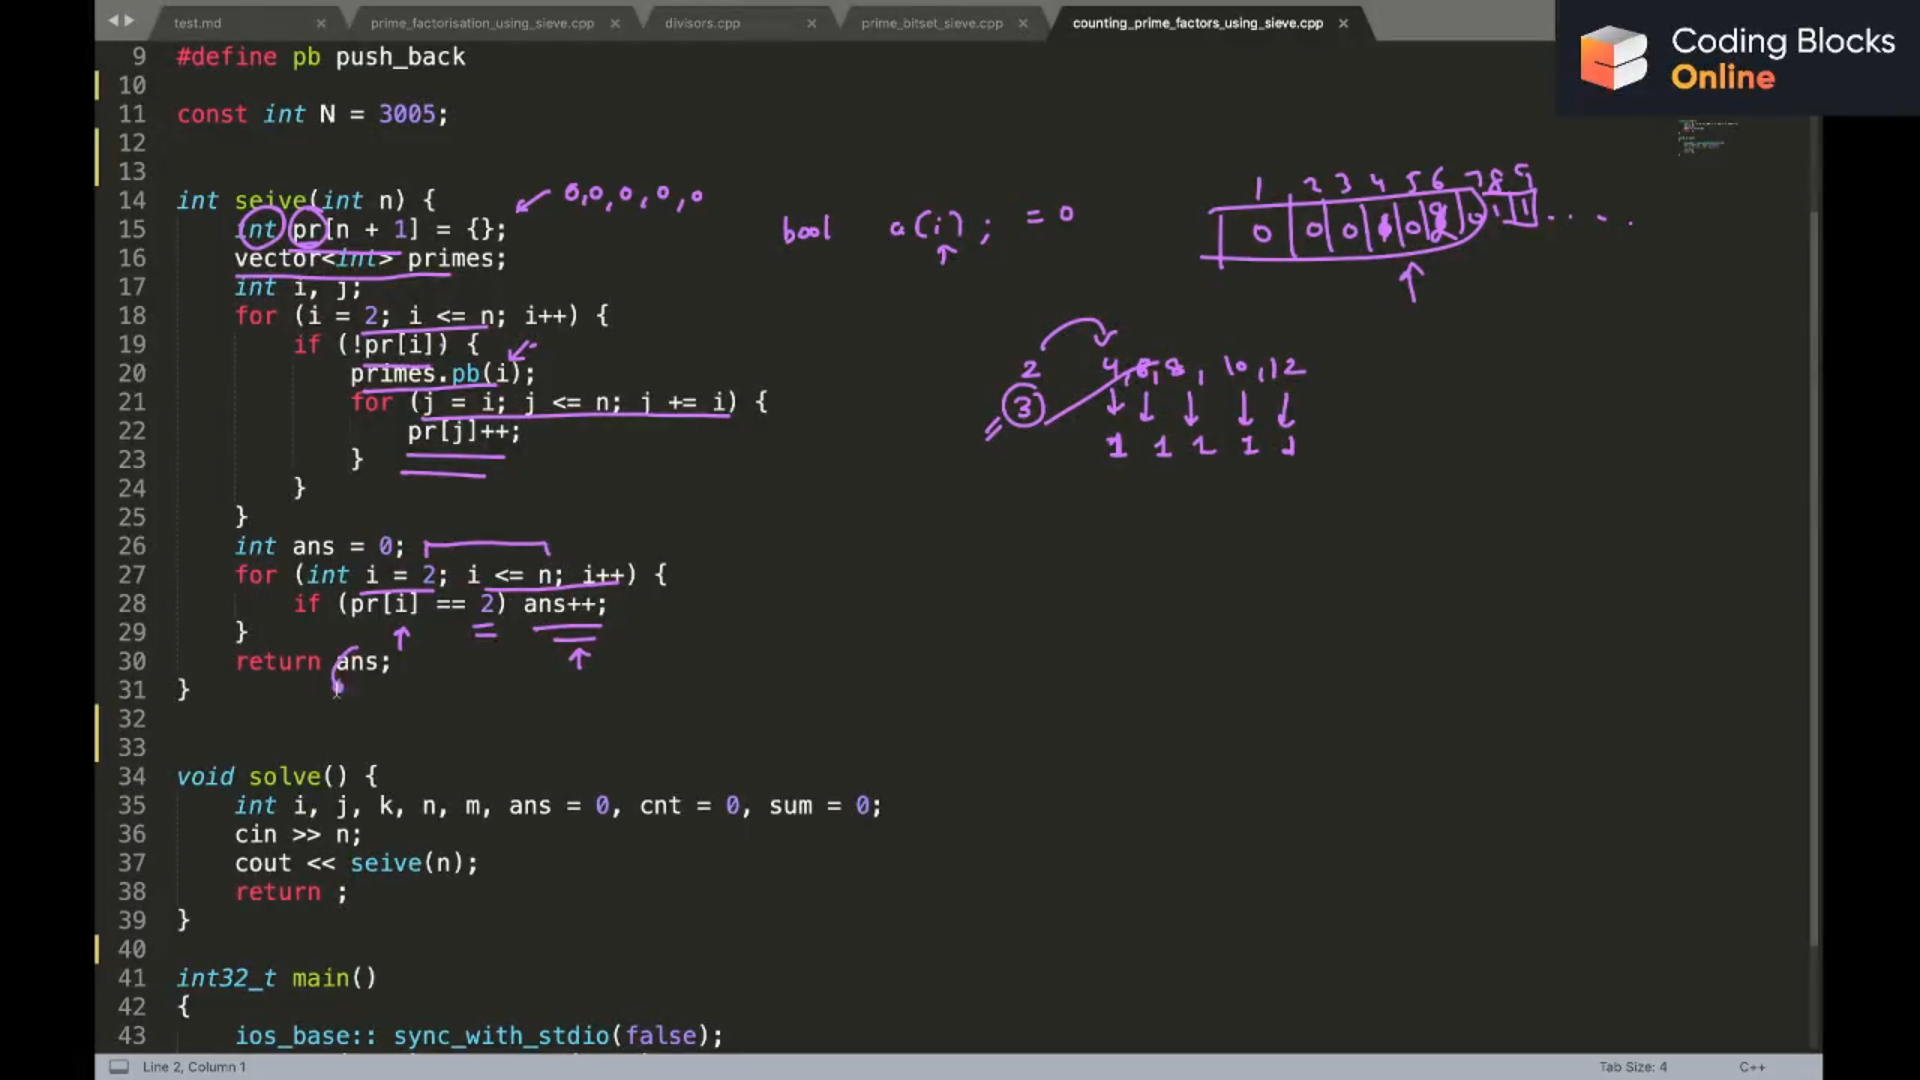 test.md × prime_factorisation_using_sieve.cpp × divisors.cpp × prime_bitset_sieve.cpp × counting_prime_factors_using_sieve.cpp ×
Coding Blocks
Online
9 #define pb push_back
10
11 const int N = 3005;
12
13
14 int seive(int n) {
0,0,0,0,0
15 int pr[n + 1] = {};
bool a(i); = 0
1 2 3 4 5 6 7 8 9
0 0 0 0
16 vector<int> primes;
17 int i, j;
18 for (i = 2; i <= n; i++) {
19 if (!pr[i]) {
20 primes.pb(i);
2 4, 6, 8, 10, 12
21 for (j = i; j <= n; j += i) {
3
22 pr[j]++;
1 1 1 1 1
23 }
24 }
25 }
26 int ans = 0;
27 for (int i = 2; i <= n; i++) {
28 if (pr[i] == 2) ans++;
29 }
30 return ans;
31 }
32
33
34 void solve() {
35 int i, j, k, n, m, ans = 0, cnt = 0, sum = 0;
36 cin >> n;
37 cout << seive(n);
38 return ;
39 }
40
41 int32_t main()
42 {
43 ios_base:: sync_with_stdio(false);
Line 2, Column 1 Tab Size: 4 C++